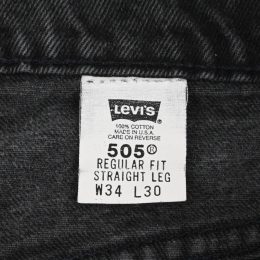 LEVI'S
100% COTTON
MADE IN U.S.A.
CARE ON REVERSE
505®
REGULAR FIT
STRAIGHT LEG
W34 L30